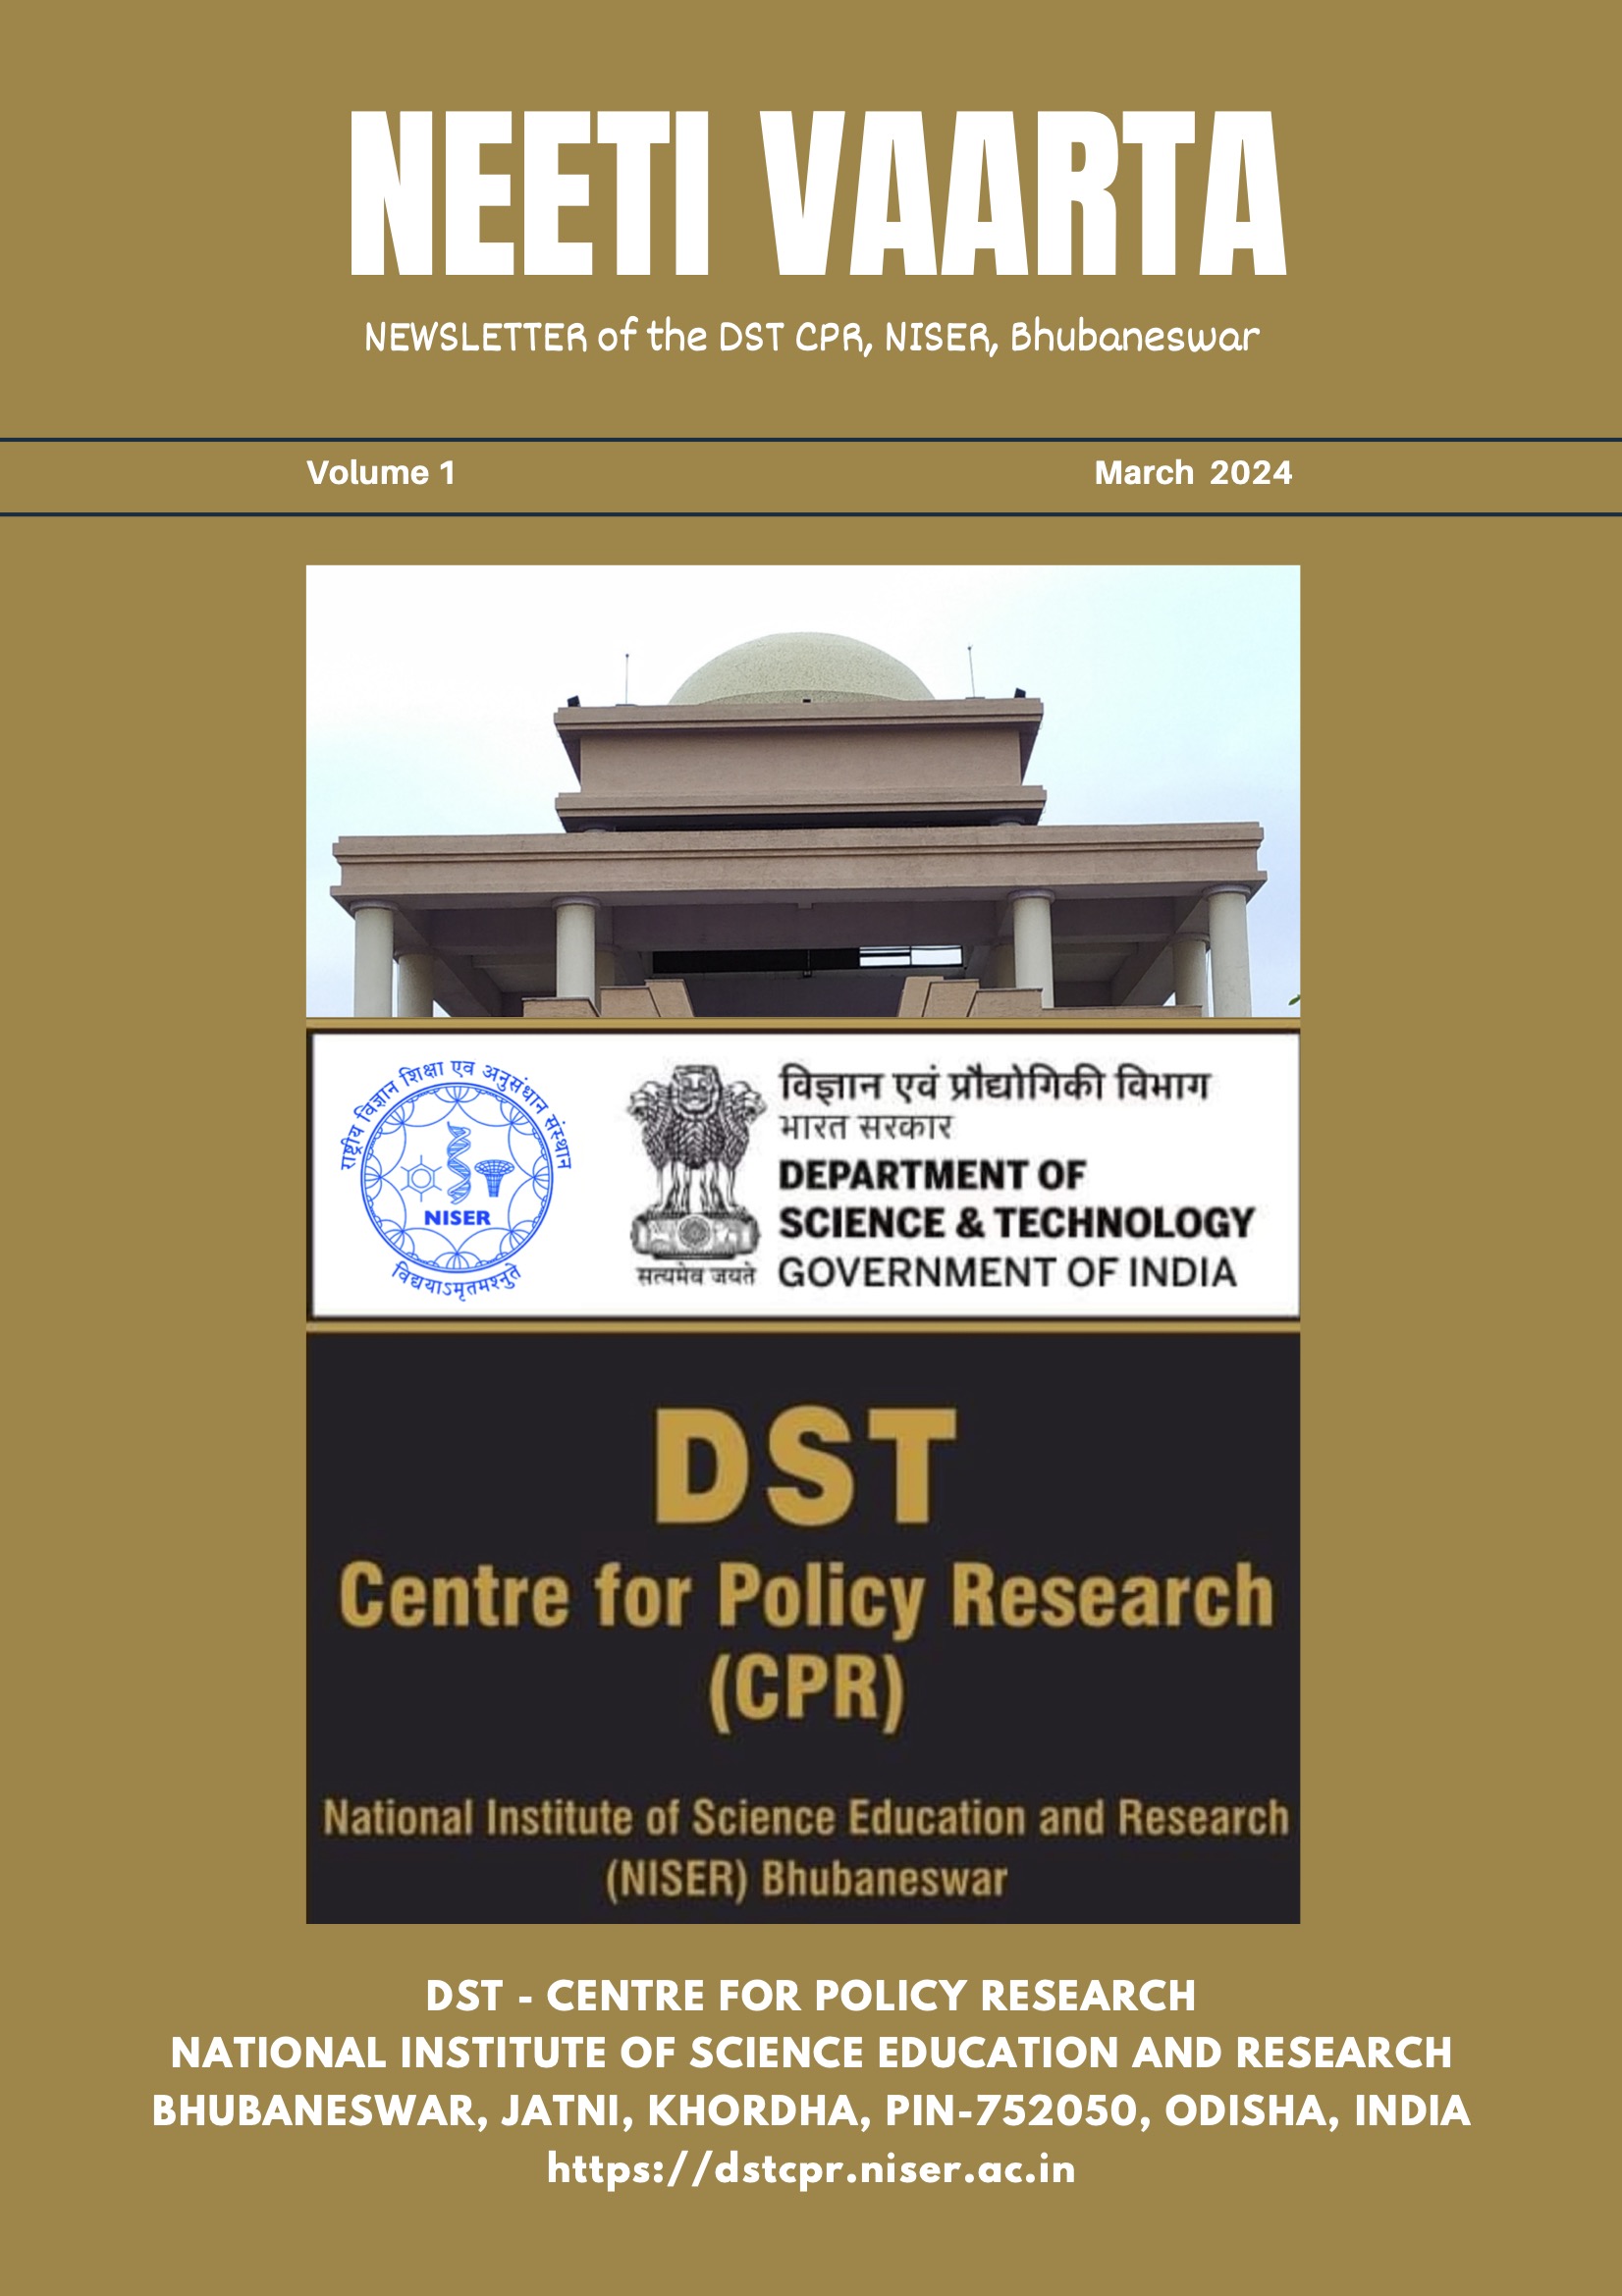 NEETI VAARTA
NEWSLETTER of the DST CPR, NISER, Bhubaneswar
Volume 1
March 2024
राष्ट्रीय विज्ञान शिक्षा एव अनुसंधान संस्थान
NISER
विद्ययाऽमृतमश्नुते
सत्यमेव जयते
विज्ञान एवं प्रौद्योगिकी विभाग
भारत सरकार
DEPARTMENT OF
SCIENCE & TECHNOLOGY
GOVERNMENT OF INDIA
DST
Centre for Policy Research
(CPR)
National Institute of Science Education and Research
(NISER) Bhubaneswar
DST - CENTRE FOR POLICY RESEARCH
NATIONAL INSTITUTE OF SCIENCE EDUCATION AND RESEARCH
BHUBANESWAR, JATNI, KHORDHA, PIN-752050, ODISHA, INDIA
https://dstcpr.niser.ac.in